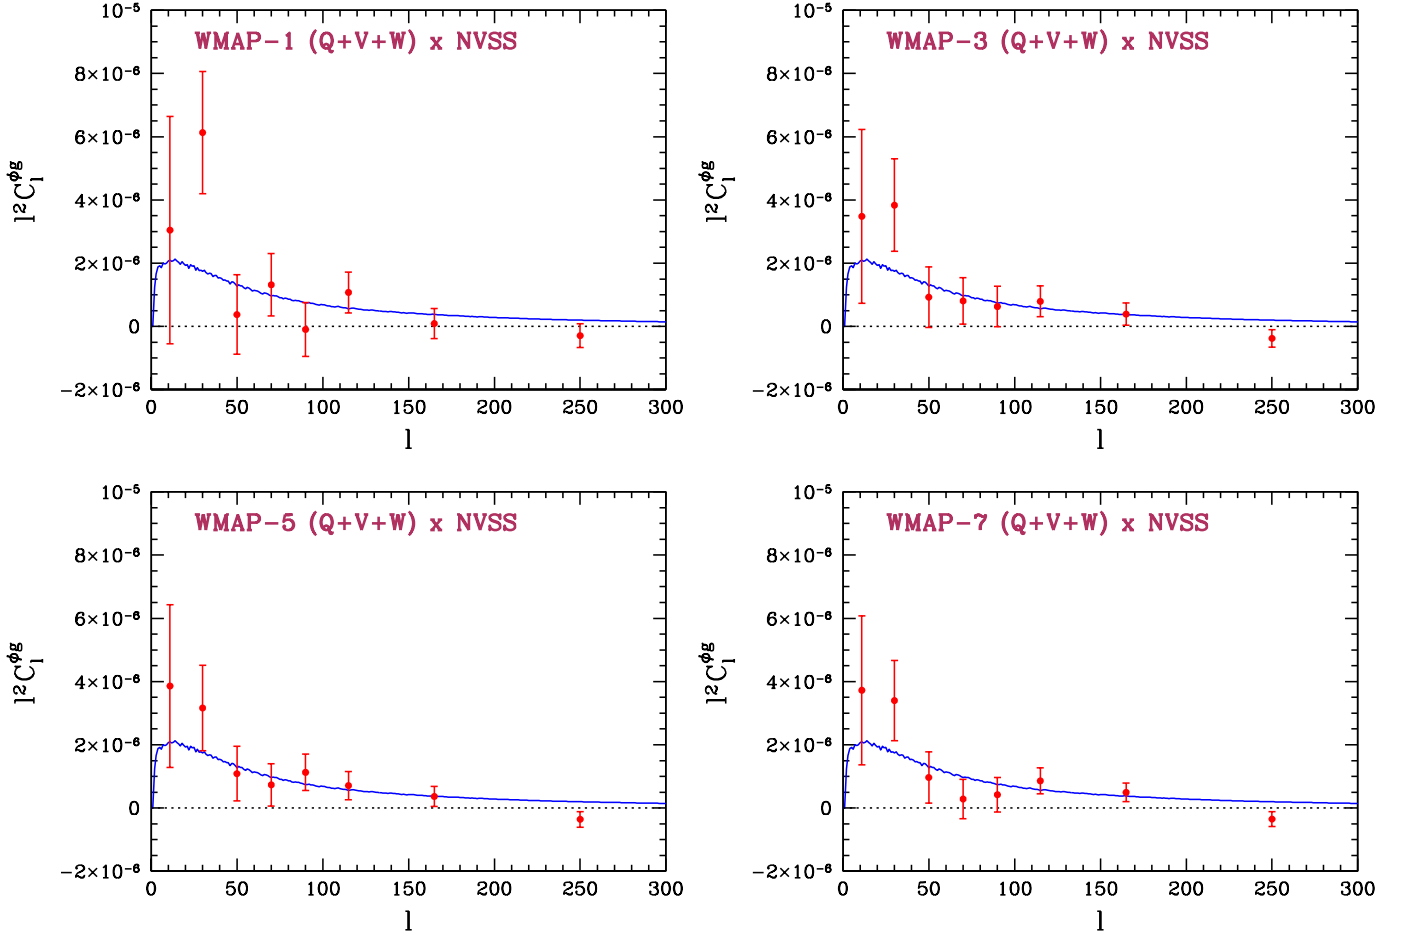 WMAP-1 (Q+V+W) x NVSS
10⁻⁵
8×10⁻⁶
6×10⁻⁶
4×10⁻⁶
2×10⁻⁶
0
−2×10⁻⁶
l²C_l^ϕg
0 50 100 150 200 250 300
l
WMAP-3 (Q+V+W) x NVSS
10⁻⁵
8×10⁻⁶
6×10⁻⁶
4×10⁻⁶
2×10⁻⁶
0
−2×10⁻⁶
l²C_l^ϕg
0 50 100 150 200 250 300
l
WMAP-5 (Q+V+W) x NVSS
10⁻⁵
8×10⁻⁶
6×10⁻⁶
4×10⁻⁶
2×10⁻⁶
0
−2×10⁻⁶
l²C_l^ϕg
0 50 100 150 200 250 300
l
WMAP-7 (Q+V+W) x NVSS
10⁻⁵
8×10⁻⁶
6×10⁻⁶
4×10⁻⁶
2×10⁻⁶
0
−2×10⁻⁶
l²C_l^ϕg
0 50 100 150 200 250 300
l